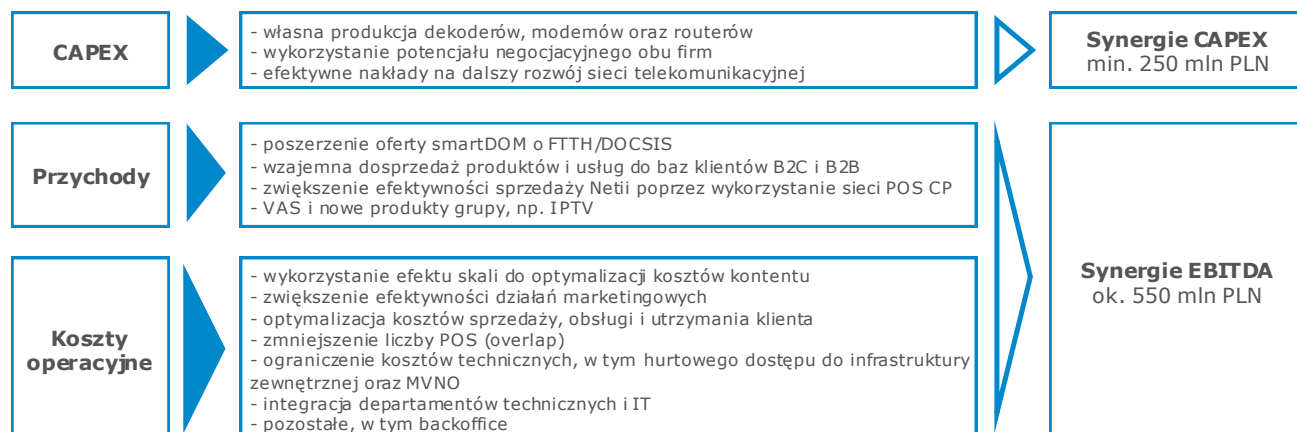 CAPEX
- własna produkcja dekoderów, modemów oraz routerów
- wykorzystanie potencjału negocjacyjnego obu firm
- efektywne nakłady na dalszy rozwój sieci telekomunikacyjnej
Synergie CAPEX
min. 250 mln PLN
Przychody
- poszerzenie oferty smartDOM o FTTH/DOCSIS
- wzajemna dosprzedaż produktów i usług do baz klientów B2C i B2B
- zwiększenie efektywności sprzedaży Netii poprzez wykorzystanie sieci POS CP
- VAS i nowe produkty grupy, np. IPTV
Koszty
operacyjne
- wykorzystanie efektu skali do optymalizacji kosztów kontentu
- zwiększenie efektywności działań marketingowych
- optymalizacja kosztów sprzedaży, obsługi i utrzymania klienta
- zmniejszenie liczby POS (overlap)
- ograniczenie kosztów technicznych, w tym hurtowego dostępu do infrastruktury
zewnętrznej oraz MVNO
- integracja departamentów technicznych i IT
- pozostałe, w tym backoffice
Synergie EBITDA
ok. 550 mln PLN